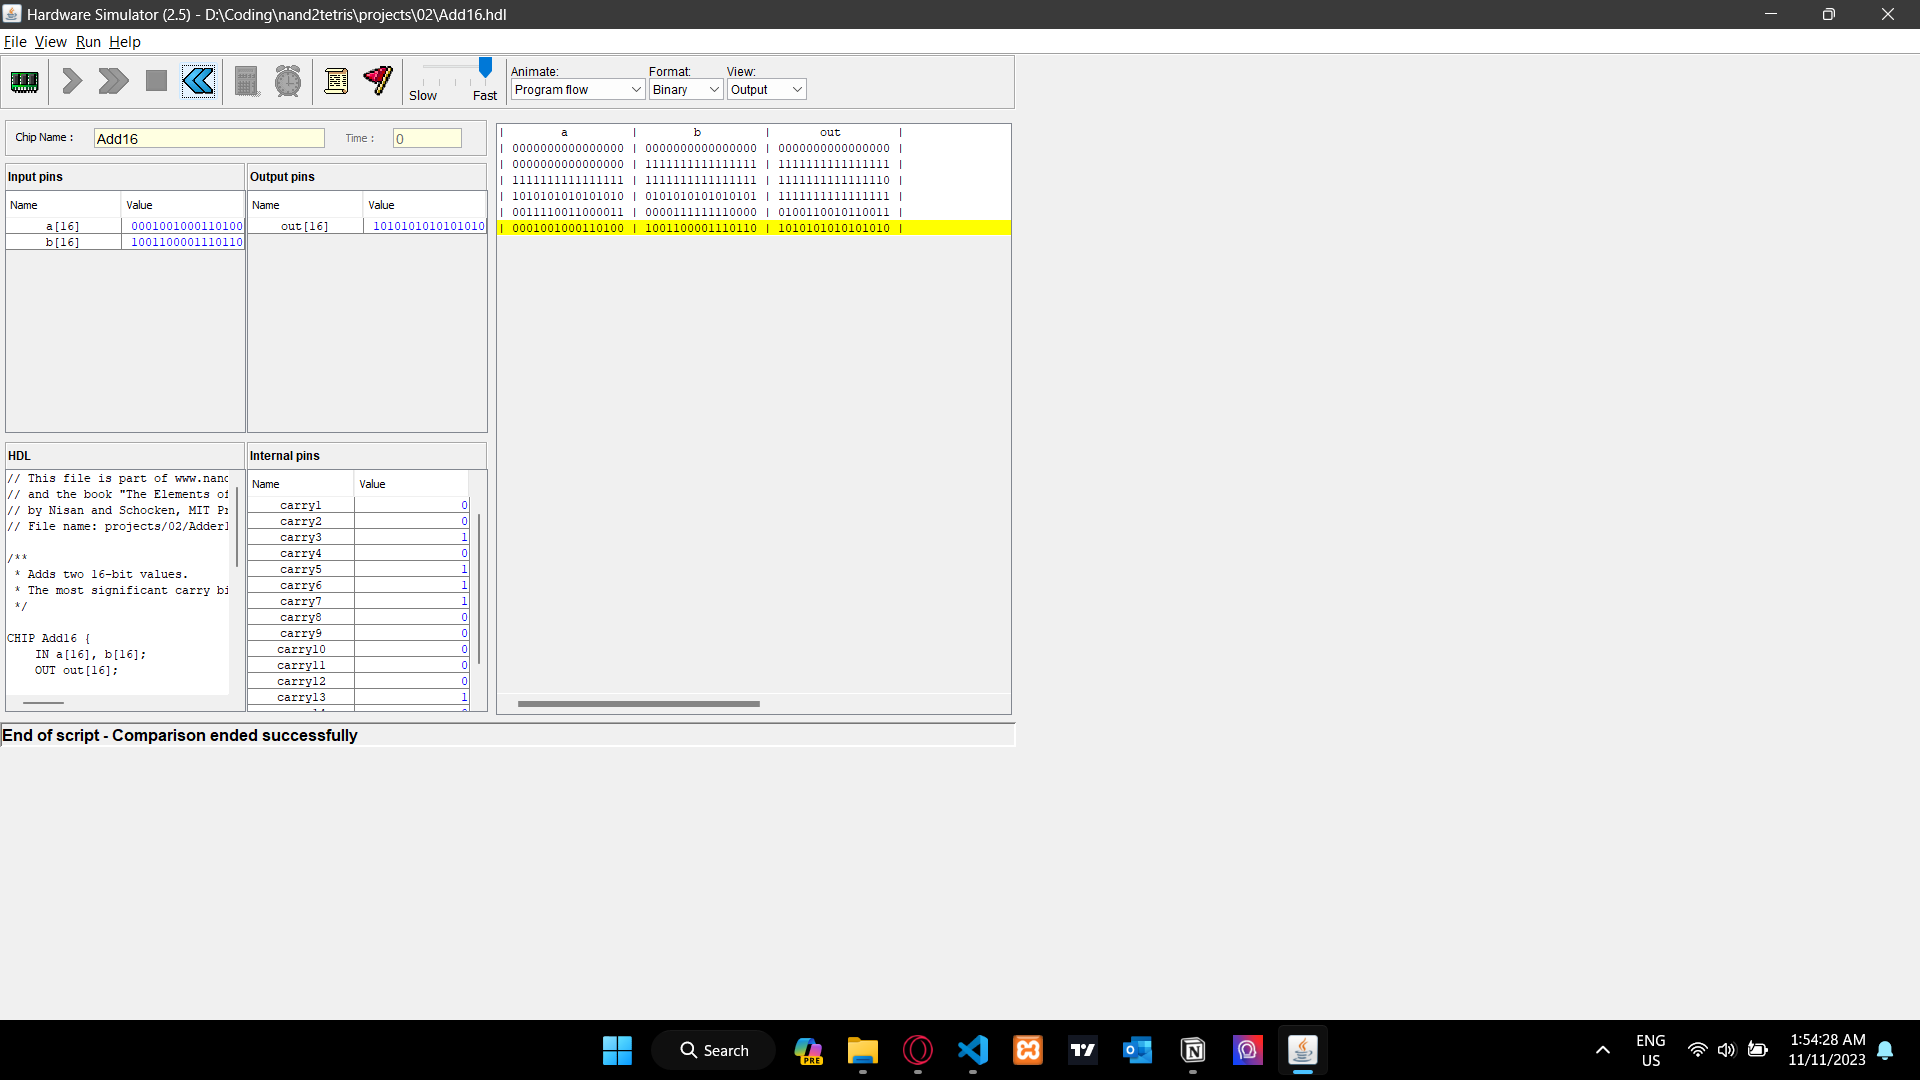 Hardware Simulator (2.5) - D:\Coding\nand2tetris\projects\02\Add16.hdl
File View Run Help
Slow Fast
Animate: Format: View:
Program flow Binary Output
Chip Name : Add16 Time : 0
Input pins
Name Value
a[16] 0001001000110100
b[16] 1001100001110110
Output pins
Name Value
out[16] 1010101010101010
| a | b | out |
| 0000000000000000 | 0000000000000000 | 0000000000000000 |
| 0000000000000000 | 1111111111111111 | 1111111111111111 |
| 1111111111111111 | 1111111111111111 | 1111111111111110 |
| 1010101010101010 | 0101010101010101 | 1111111111111111 |
| 0011110011000011 | 0000111111110000 | 0100110010110011 |
| 0001001000110100 | 1001100001110110 | 1010101010101010 |
HDL
// This file is part of www.nand
// and the book "The Elements of
// by Nisan and Schocken, MIT Pr
// File name: projects/02/Adder1
/**
* Adds two 16-bit values.
* The most significant carry bi
*/
CHIP Add16 {
IN a[16], b[16];
OUT out[16];
Internal pins
Name Value
carry1 0
carry2 0
carry3 1
carry4 0
carry5 1
carry6 1
carry7 1
carry8 0
carry9 0
carry10 0
carry11 0
carry12 0
carry13 1
End of script - Comparison ended successfully
Search
PRE
ENG
US
1:54:28 AM
11/11/2023